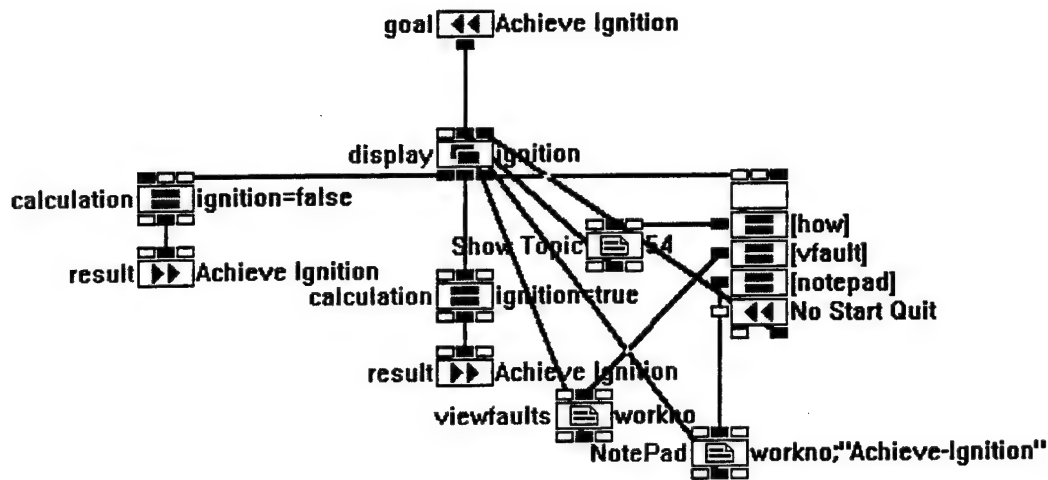 goal Achieve Ignition
display ignition
calculation ignition=false
[how]
Show Topic 54
[vfault]
result Achieve Ignition
[notepad]
calculation ignition=true
No Start Quit
result Achieve Ignition
viewfaults workno
NotePad workno;"Achieve-Ignition"